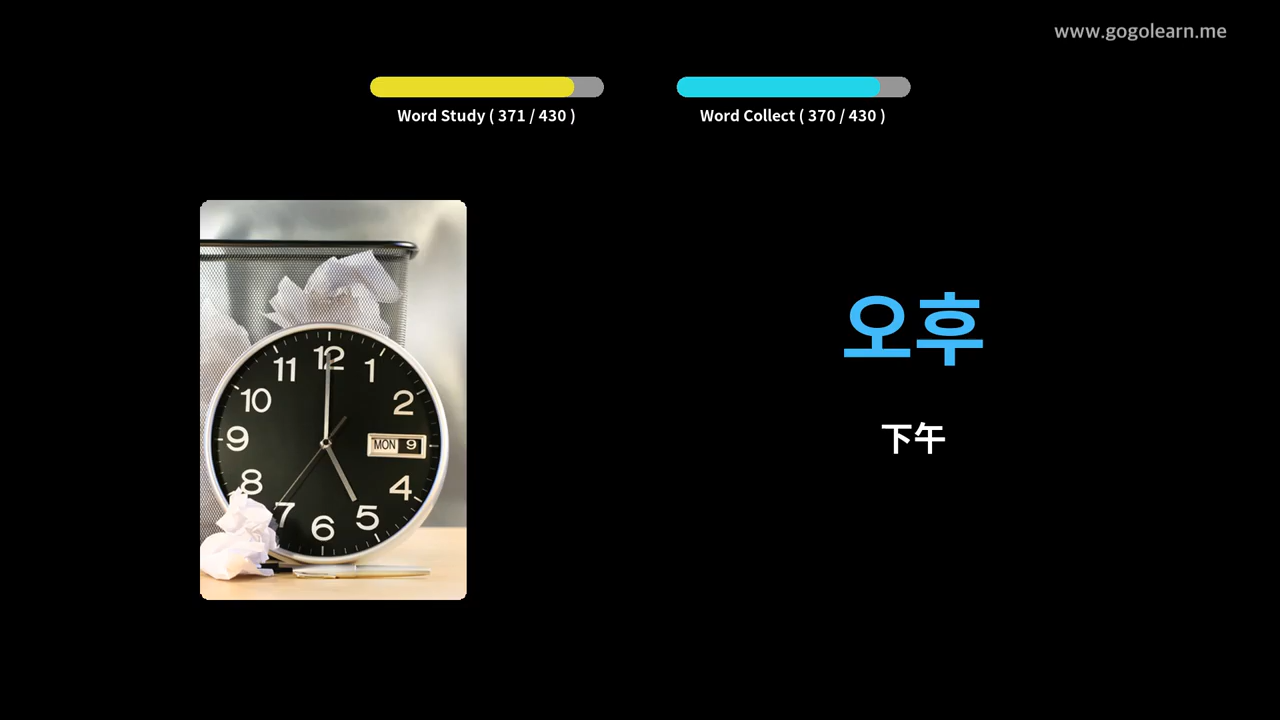 www.gogolearn.me
Word Study ( 371 / 430 )
Word Collect ( 370 / 430 )
12
11
1
10
2
9
MON 9
8
4
7
5
6
오후
下午